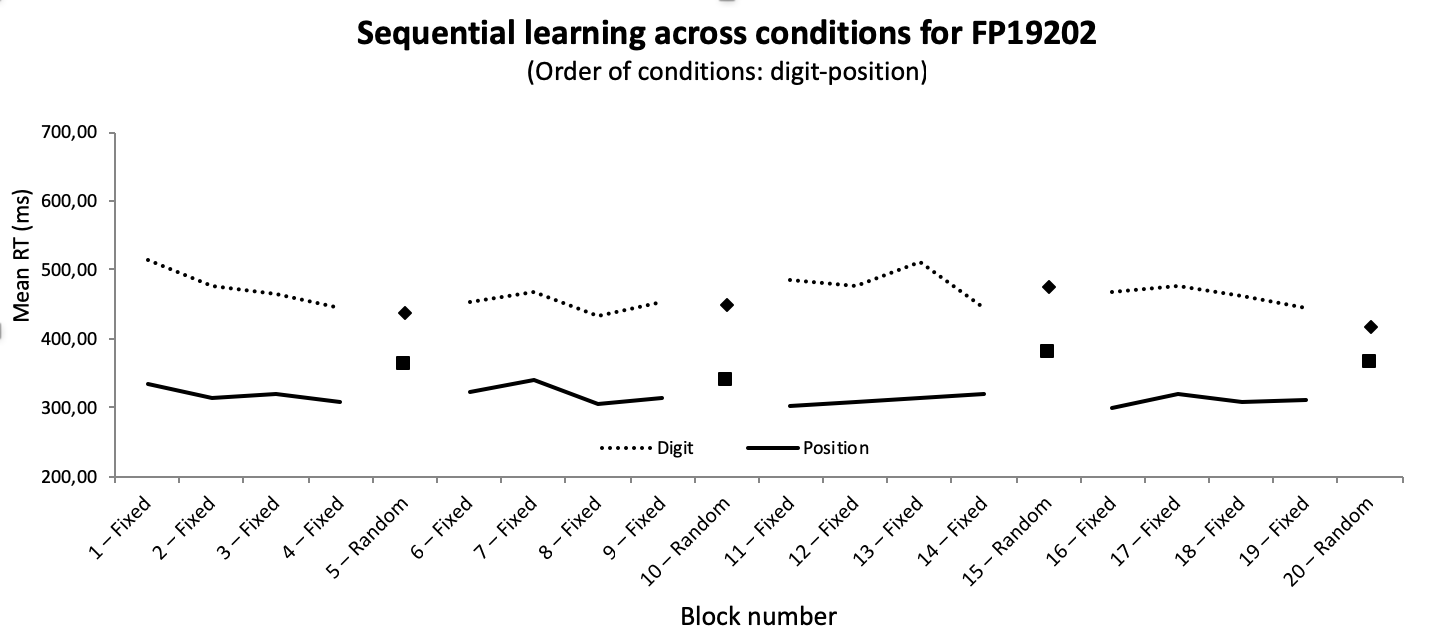 Sequential learning across conditions for FP19202
(Order of conditions: digit-position)
Mean RT (ms)
700,00
600,00
500,00
400,00
300,00
200,00
Digit
Position
1 – Fixed
2 – Fixed
3 – Fixed
4 – Fixed
5 – Random
6 – Fixed
7 – Fixed
8 – Fixed
9 – Fixed
10 – Random
11 – Fixed
12 – Fixed
13 – Fixed
14 – Fixed
15 – Random
16 – Fixed
17 – Fixed
18 – Fixed
19 – Fixed
20 – Random
Block number